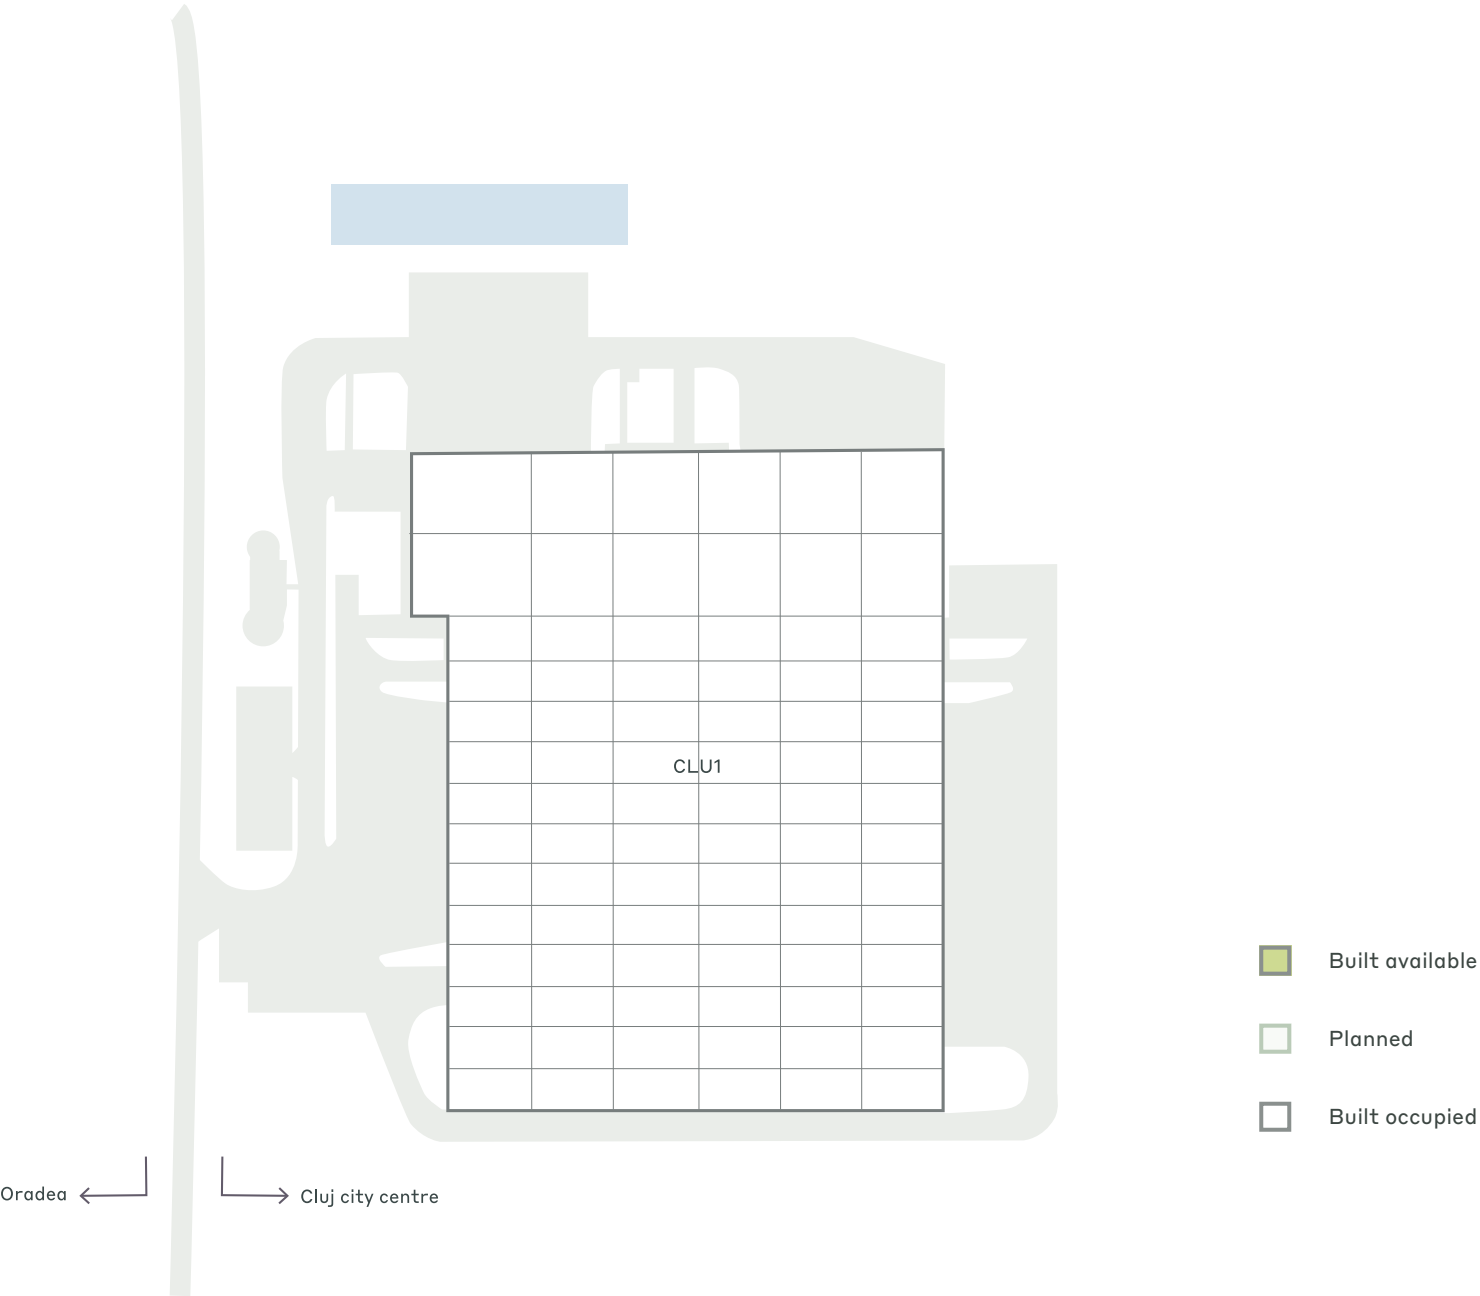 CLU1
Built available
Planned
Built occupied
Oradea
Cluj city centre